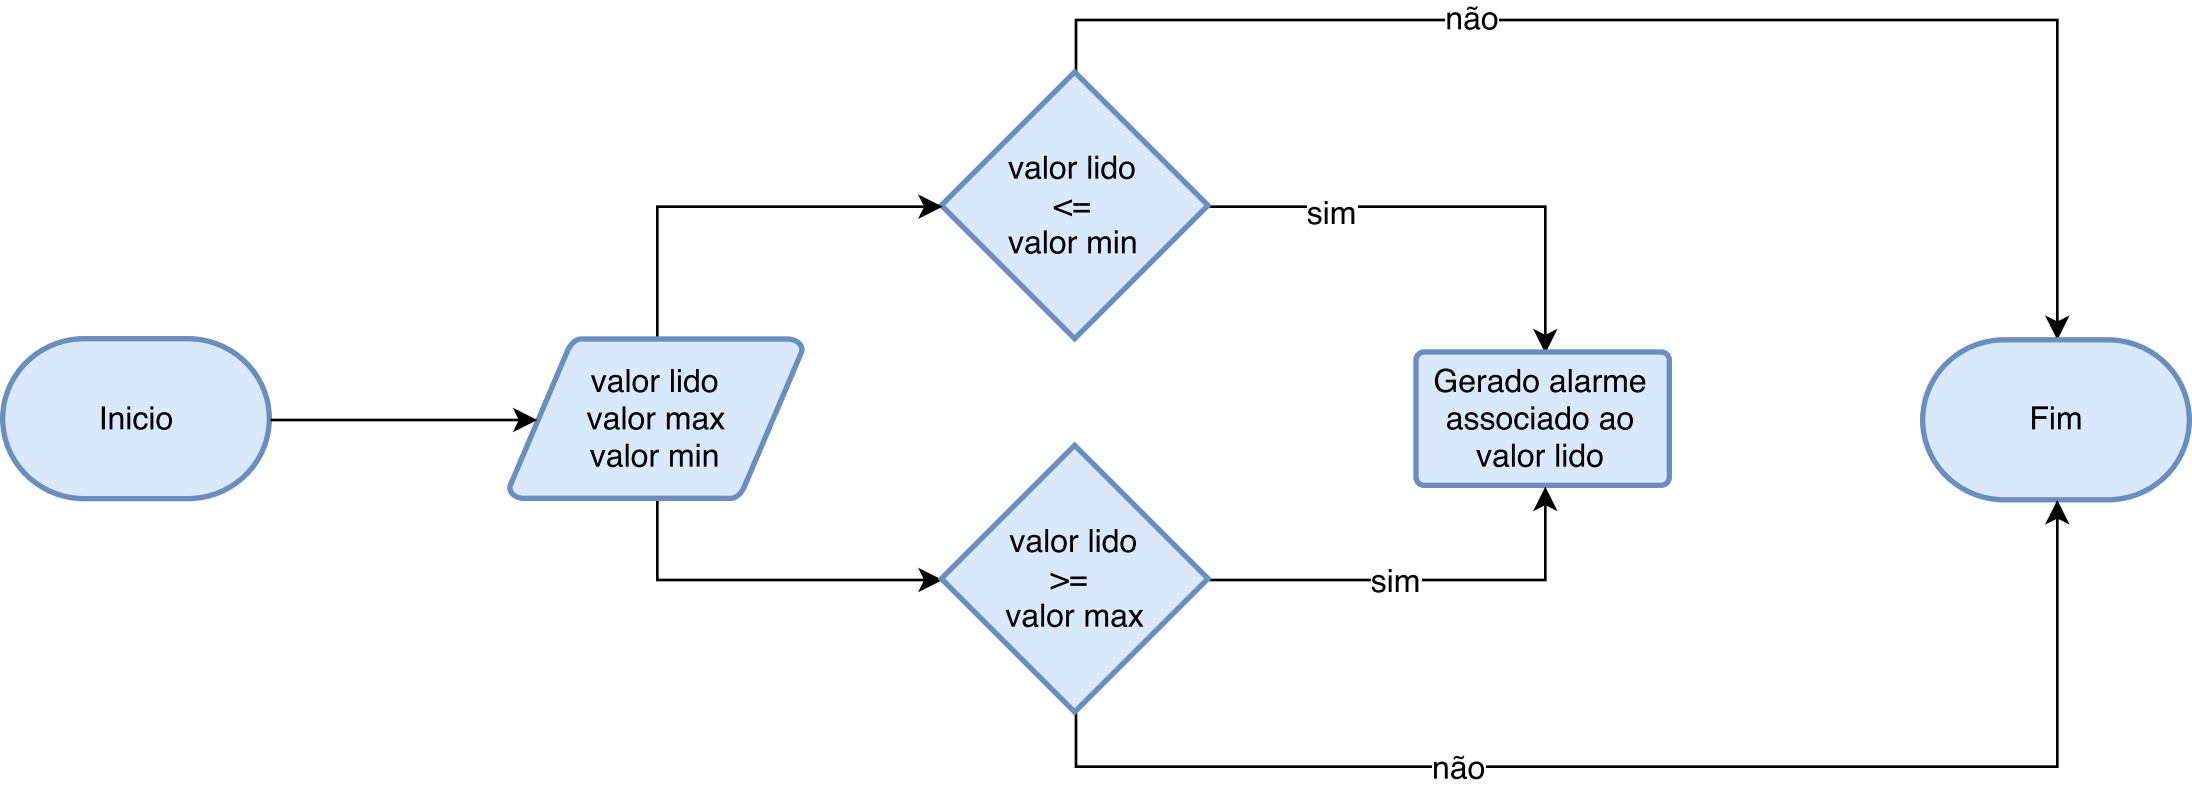 não
valor lido
<=
valor min
sim
Inicio
valor lido
valor max
valor min
Gerado alarme
associado ao
valor lido
Fim
valor lido
>=
valor max
sim
não